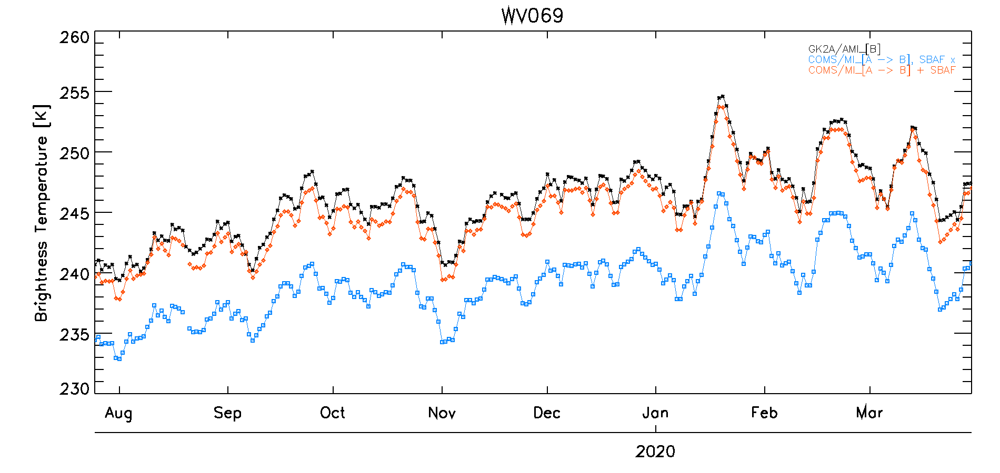 WV069
260
255
250
245
240
235
230
Brightness Temperature [K]
GK2A/AMI_[B]
COMS/MI_[A -> B], SBAF x
COMS/MI_[A -> B] + SBAF
Aug Sep Oct Nov Dec Jan Feb Mar
2020